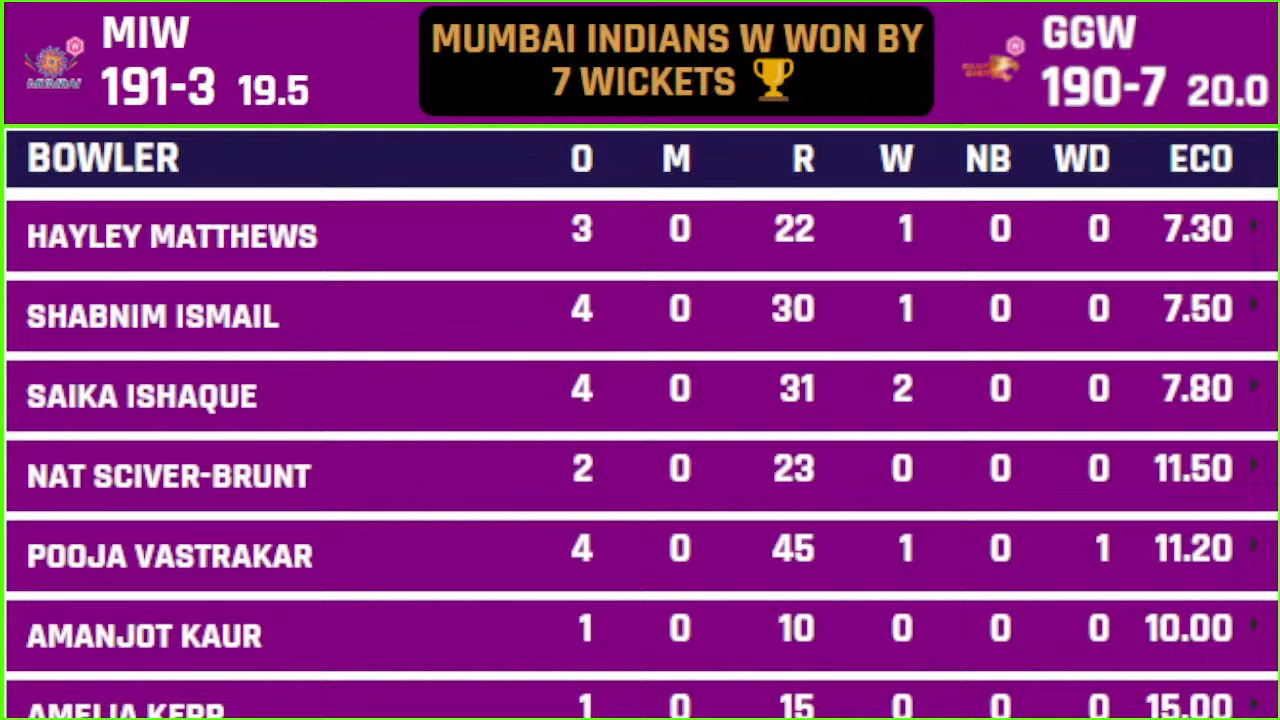 MIW
191-3 19.5
MUMBAI INDIANS W WON BY
7 WICKETS
GGW
190-7 20.0
BOWLER O M R W NB WD ECO
HAYLEY MATTHEWS 3 0 22 1 0 0 7.30
SHABNIM ISMAIL 4 0 30 1 0 0 7.50
SAIKA ISHAQUE 4 0 31 2 0 0 7.80
NAT SCIVER-BRUNT 2 0 23 0 0 0 11.50
POOJA VASTRAKAR 4 0 45 1 0 1 11.20
AMANJOT KAUR 1 0 10 0 0 0 10.00
AMELIA KERR 1 0 15 0 0 0 15.00